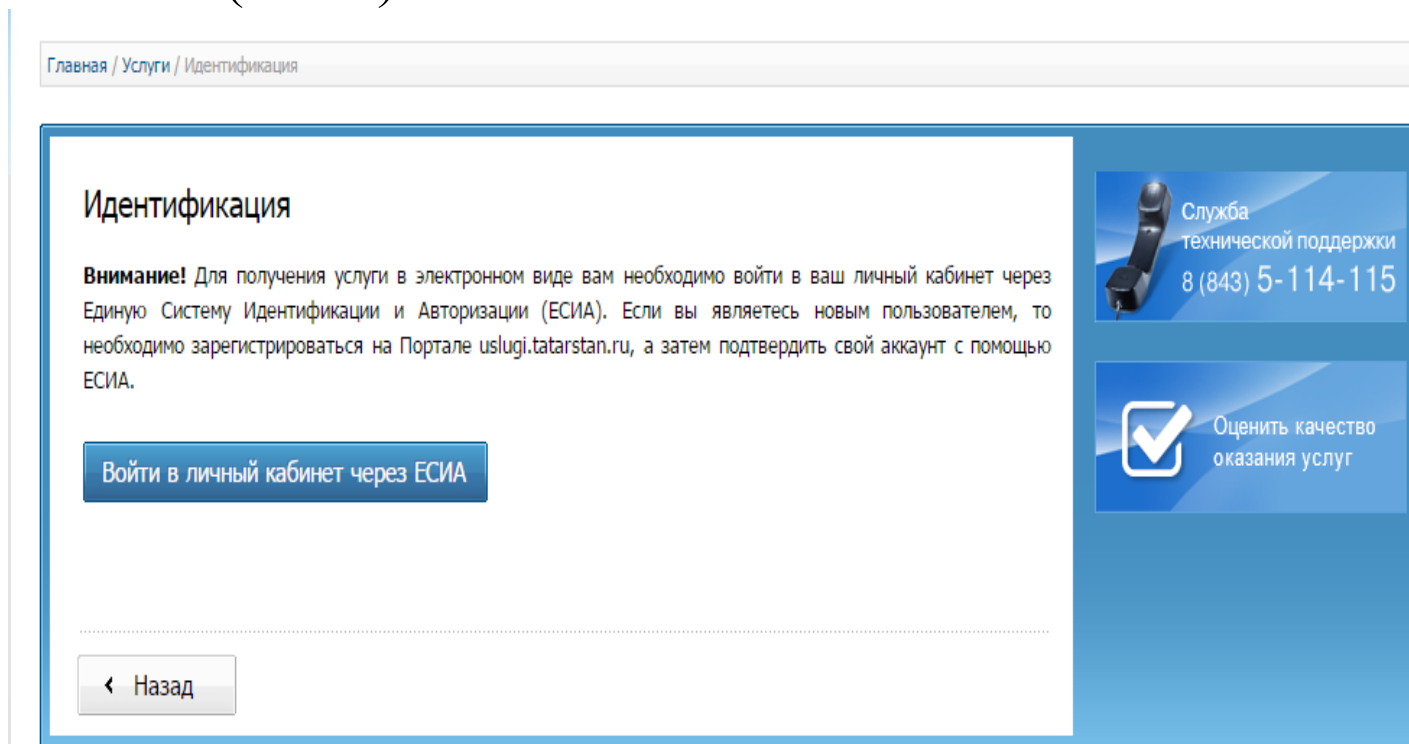 Главная / Услуги / Идентификация
Идентификация
Внимание! Для получения услуги в электронном виде вам необходимо войти в ваш личный кабинет через
Единую Систему Идентификации и Авторизации (ЕСИА). Если вы являетесь новым пользователем, то
необходимо зарегистрироваться на Портале uslugi.tatarstan.ru, а затем подтвердить свой аккаунт с помощью
ЕСИА.
Войти в личный кабинет через ЕСИА
Назад
Служба
технической поддержки
8 (843) 5-114-115
Оценить качество
оказания услуг